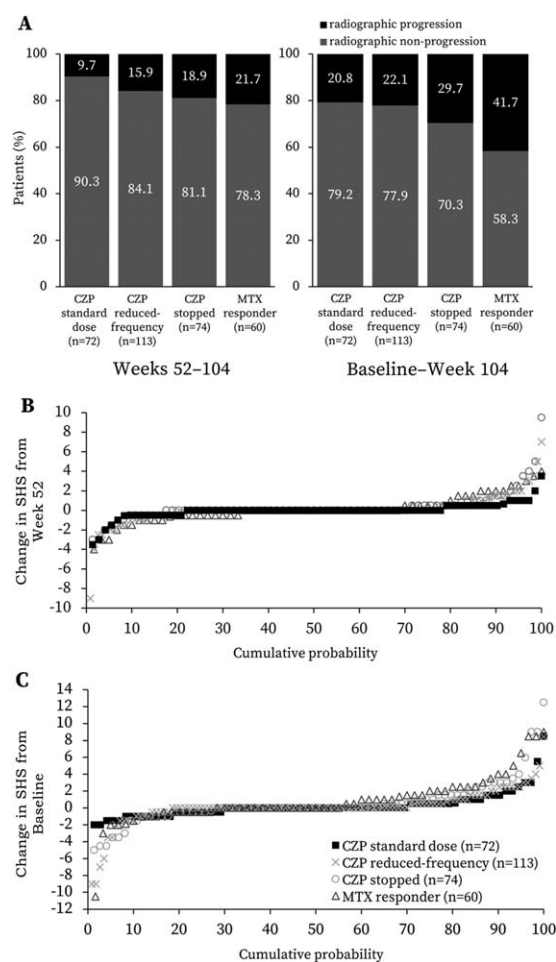 A
■ radiographic progression
■ radiographic non-progression
Patients (%)
100
80
60
40
20
0
9.7
15.9
18.9
21.7
90.3
84.1
81.1
78.3
CZP standard dose (n=72)
CZP reduced-frequency (n=113)
CZP stopped (n=74)
MTX responder (n=60)
Weeks 52–104
100
80
60
40
20
0
20.8
22.1
29.7
41.7
79.2
77.9
70.3
58.3
CZP standard dose (n=72)
CZP reduced-frequency (n=113)
CZP stopped (n=74)
MTX responder (n=60)
Baseline–Week 104
B
Change in SHS from
Week 52
10
8
6
4
2
0
-2
-4
-6
-8
-10
0 10 20 30 40 50 60 70 80 90 100
Cumulative probability
C
Change in SHS from
Baseline
14
12
10
8
6
4
2
0
-2
-4
-6
-8
-10
-12
■ CZP standard dose (n=72)
× CZP reduced-frequency (n=113)
○ CZP stopped (n=74)
△ MTX responder (n=60)
0 10 20 30 40 50 60 70 80 90 100
Cumulative probability